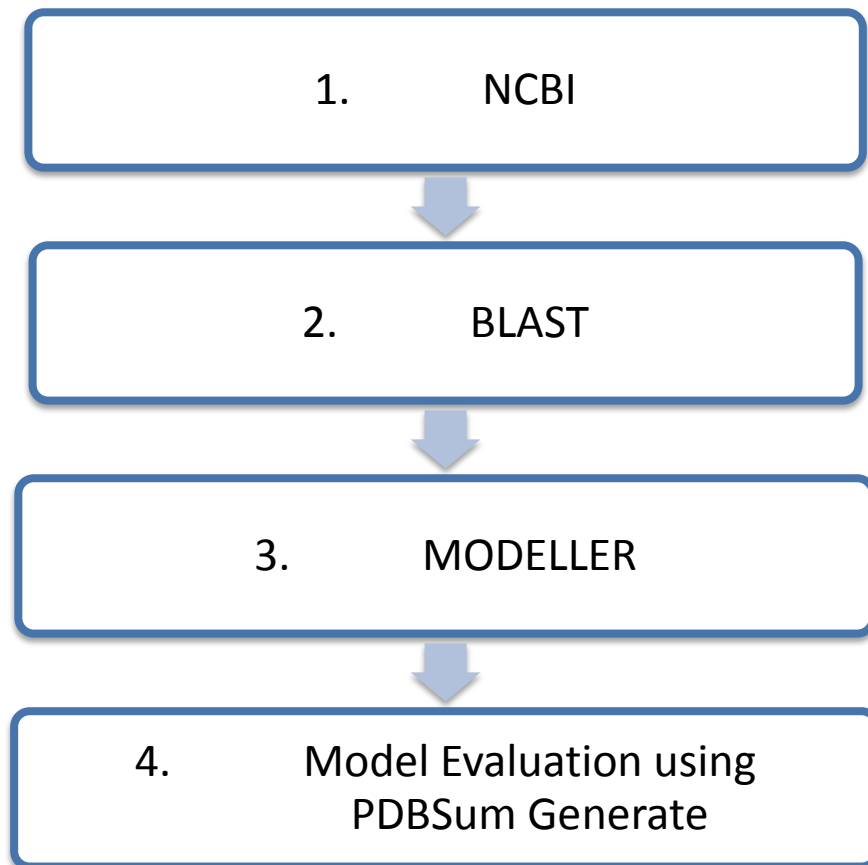 1. NCBI
2. BLAST
3. MODELLER
4. Model Evaluation using
PDBSum Generate